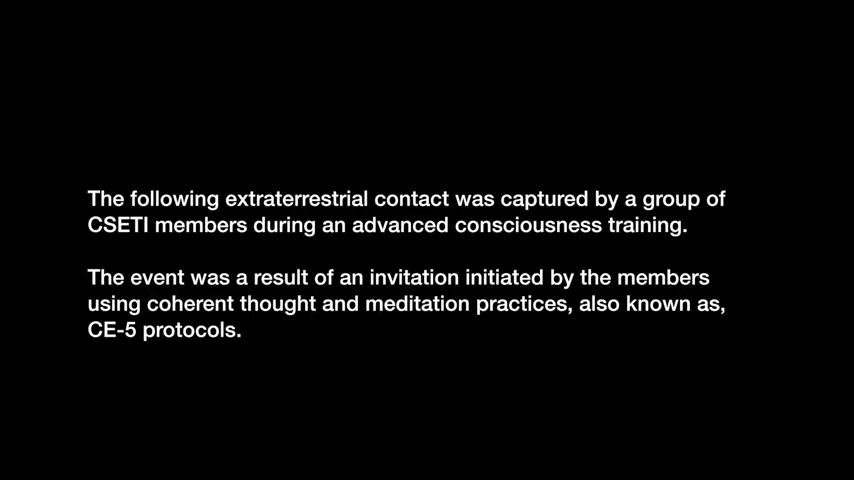 The following extraterrestrial contact was captured by a group of
CSETI members during an advanced consciousness training.
The event was a result of an invitation initiated by the members
using coherent thought and meditation practices, also known as,
CE-5 protocols.